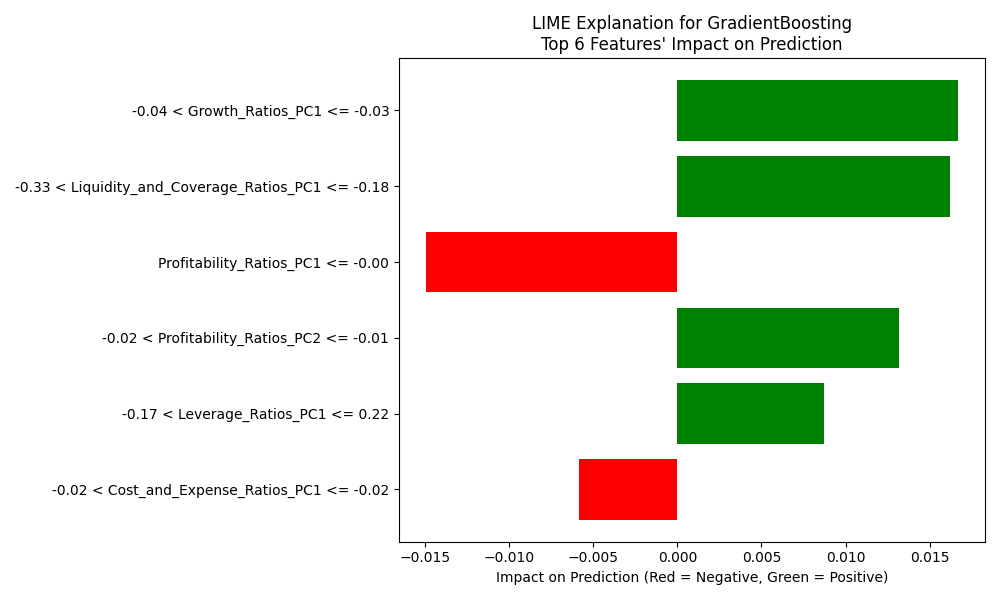 LIME Explanation for GradientBoosting
Top 6 Features' Impact on Prediction
-0.04 < Growth_Ratios_PC1 <= -0.03
-0.33 < Liquidity_and_Coverage_Ratios_PC1 <= -0.18
Profitability_Ratios_PC1 <= -0.00
-0.02 < Profitability_Ratios_PC2 <= -0.01
-0.17 < Leverage_Ratios_PC1 <= 0.22
-0.02 < Cost_and_Expense_Ratios_PC1 <= -0.02
−0.015 −0.010 −0.005 0.000 0.005 0.010 0.015
Impact on Prediction (Red = Negative, Green = Positive)